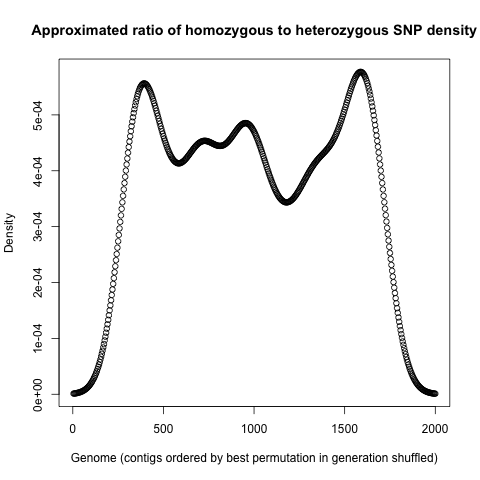 Approximated ratio of homozygous to heterozygous SNP density
Density
5e-04
4e-04
3e-04
2e-04
1e-04
0e+00
0 500 1000 1500 2000
Genome (contigs ordered by best permutation in generation shuffled)